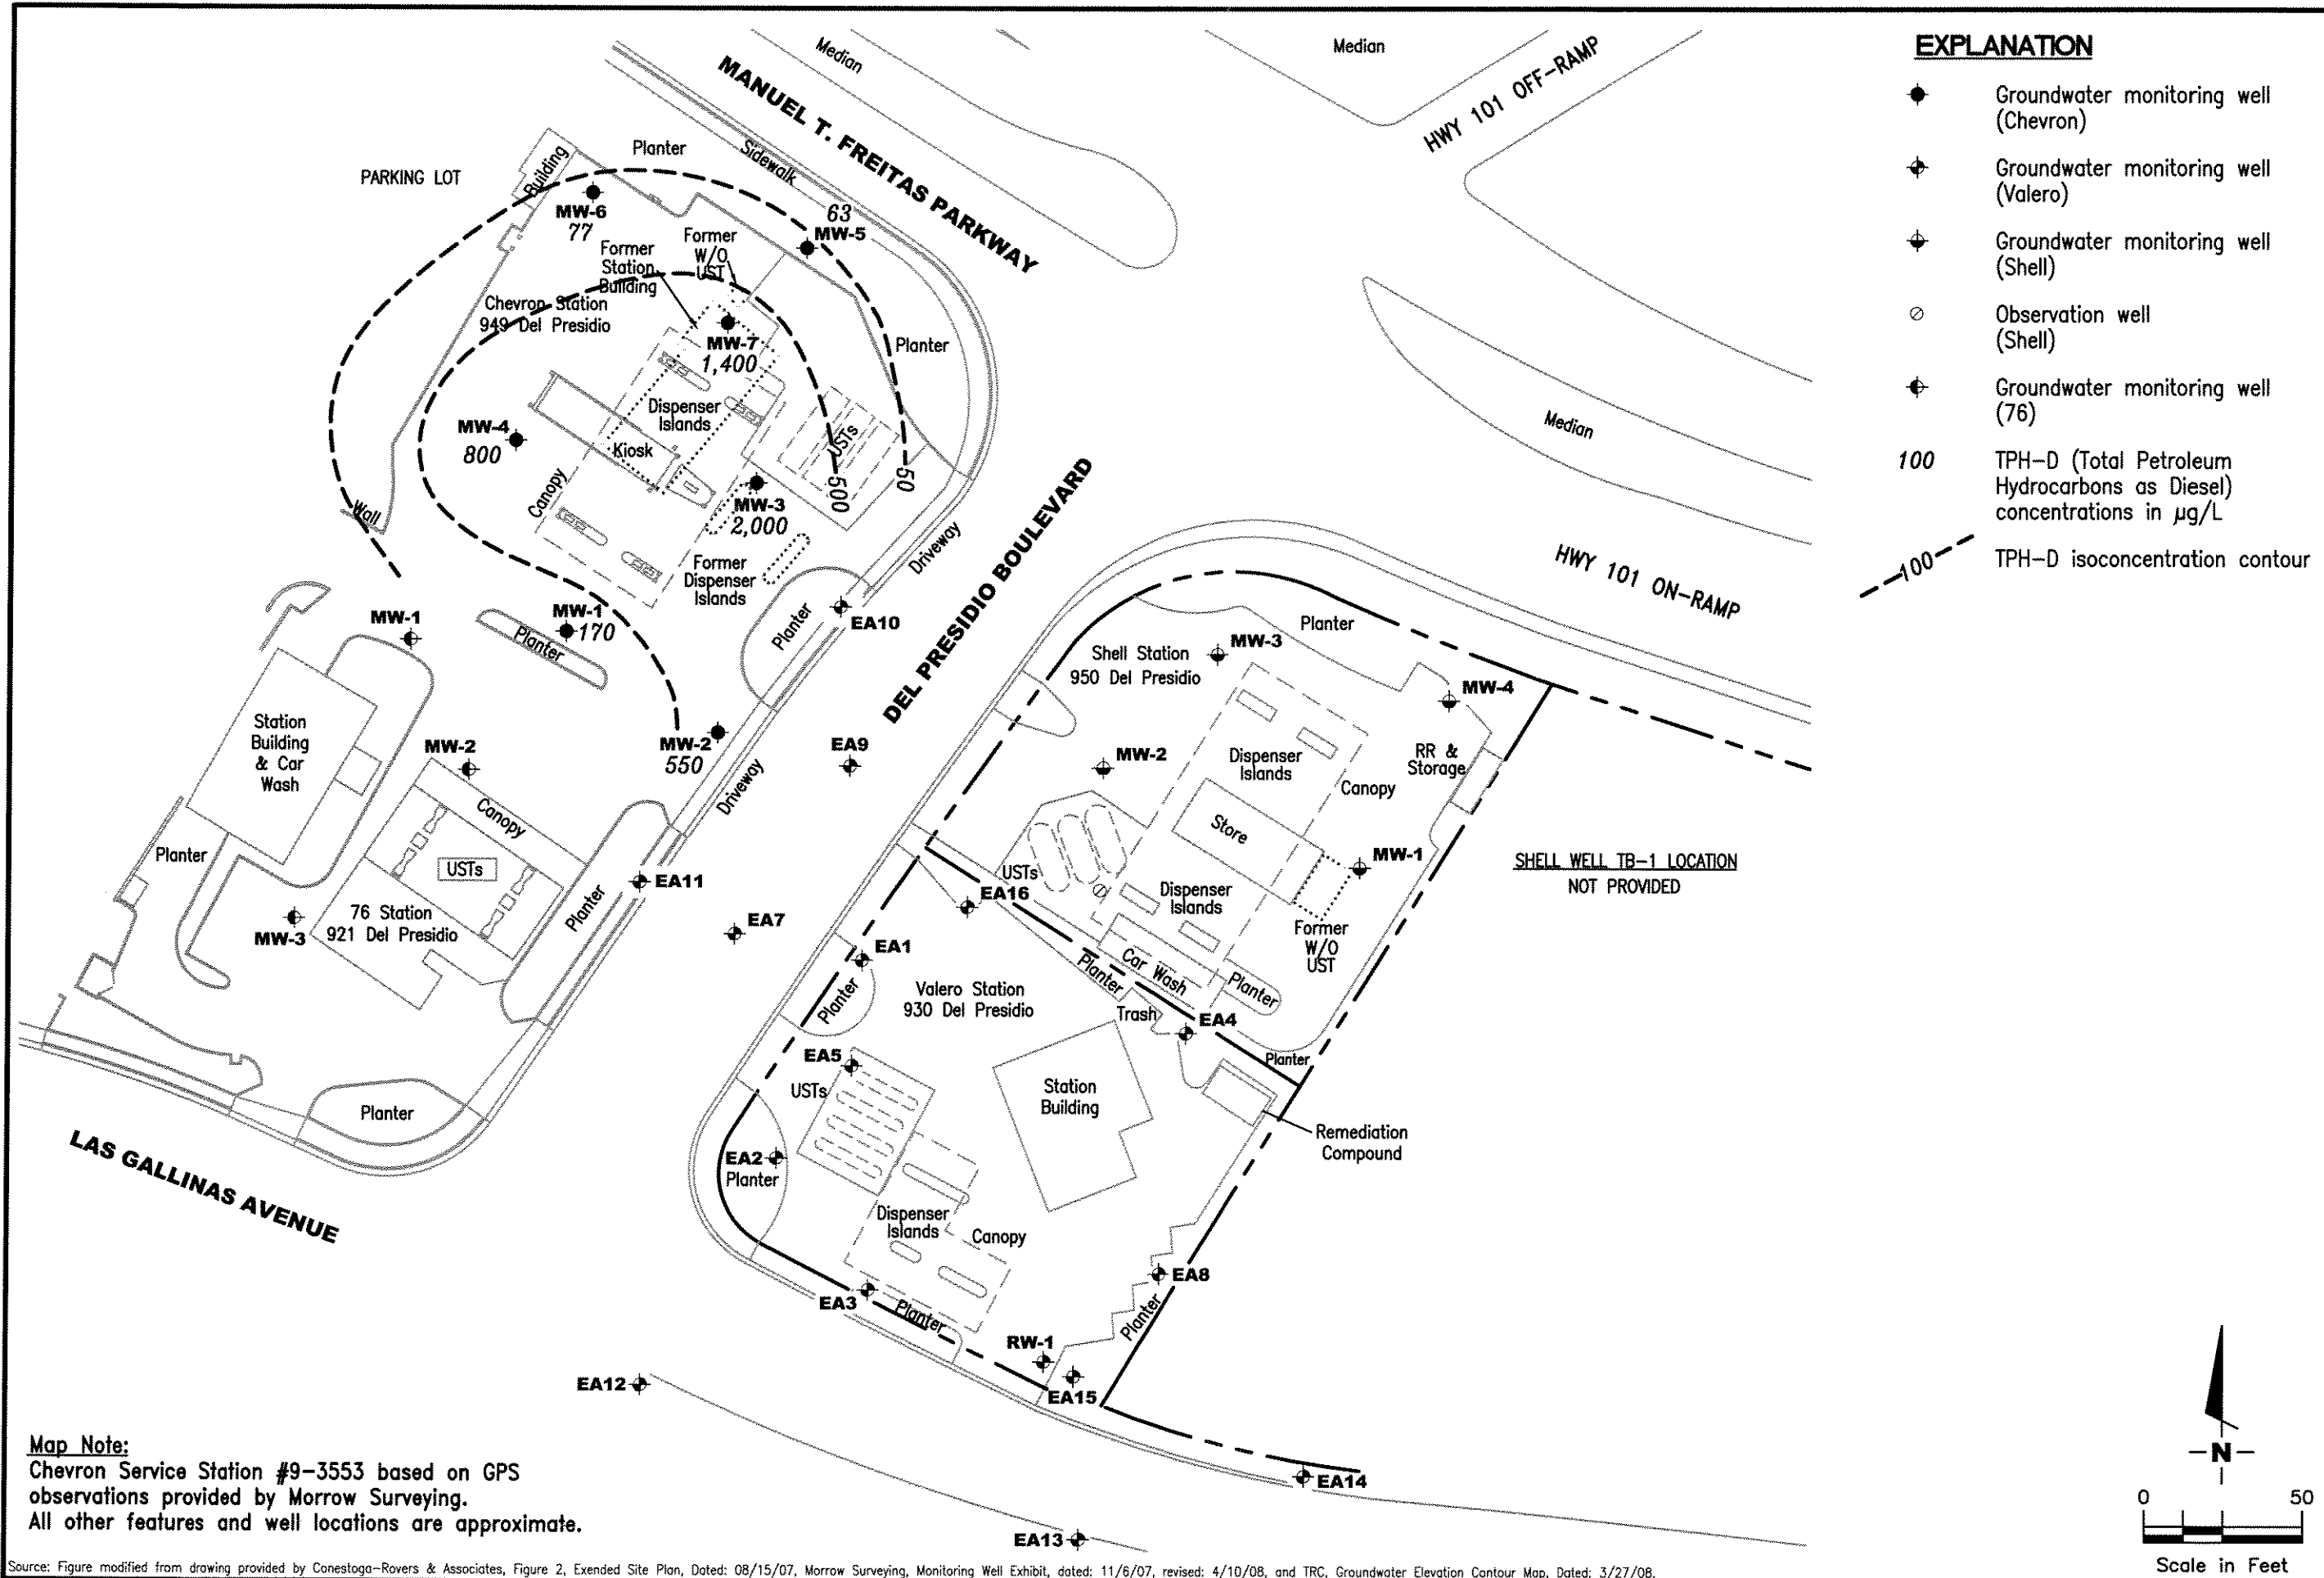 Median
Median
MANUEL T. FREITAS PARKWAY
HWY 101 OFF-RAMP
Sidewalk
Planter
Building
PARKING LOT
MW-6
77
63
MW-5
Former
Station
Building
Former
W/O
UST
Chevron Station
949 Del Presidio
MW-7
1,400
Planter
Dispenser
Islands
MW-4
800
Kiosk
USTs
Canopy
500
50
MW-3
2,000
Wall
Former
Dispenser
Islands
Driveway
Median
HWY 101 ON-RAMP
DEL PRESIDIO BOULEVARD
MW-1
MW-1
170
Planter
Planter
EA10
Station
Building
& Car
Wash
MW-2
MW-2
550
EA9
Driveway
Canopy
USTs
Planter
76 Station
921 Del Presidio
MW-3
Planter
EA11
EA7
Planter
LAS GALLINAS AVENUE
Shell Station
950 Del Presidio
MW-3
Planter
MW-4
MW-2
Dispenser
Islands
Canopy
RR &
Storage
Store
MW-1
USTs
EA16
Dispenser
Islands
Former
W/O
UST
SHELL WELL TB-1 LOCATION
NOT PROVIDED
EA1
Planter
Valero Station
930 Del Presidio
Planter
Car Wash
Planter
Trash
EA4
Planter
EA5
USTs
Station
Building
Remediation
Compound
EA2
Planter
Dispenser
Islands
Canopy
EA3
Planter
EA8
Planter
RW-1
EA15
EA12
EA14
EA13
EXPLANATION
Groundwater monitoring well
(Chevron)
Groundwater monitoring well
(Valero)
Groundwater monitoring well
(Shell)
Observation well
(Shell)
Groundwater monitoring well
(76)
100 TPH-D (Total Petroleum
Hydrocarbons as Diesel)
concentrations in µg/L
100 TPH-D isoconcentration contour
N
0 50
Scale in Feet
Map Note:
Chevron Service Station #9-3553 based on GPS
observations provided by Morrow Surveying.
All other features and well locations are approximate.
Source: Figure modified from drawing provided by Conestoga-Rovers & Associates, Figure 2, Exended Site Plan, Dated: 08/15/07, Morrow Surveying, Monitoring Well Exhibit, dated: 11/6/07, revised: 4/10/08, and TRC, Groundwater Elevation Contour Map, Dated: 3/27/08.